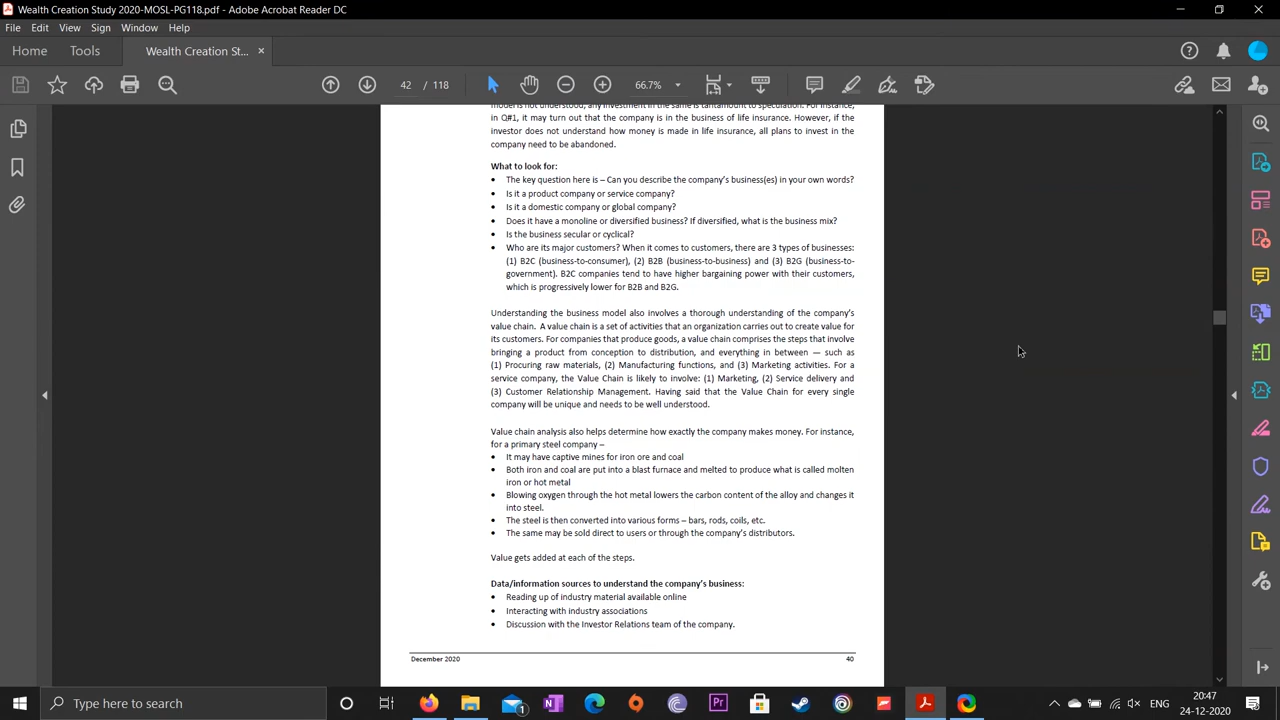 Wealth Creation Study 2020-MOSL-PG118.pdf - Adobe Acrobat Reader DC
File Edit View Sign Window Help
Home Tools Wealth Creation St... ×
42 / 118 66.7%
model is not understood, any investment in the same is tantamount to speculation. For instance,
in Q#1, it may turn out that the company is in the business of life insurance. However, if the
investor does not understand how money is made in life insurance, all plans to invest in the
company need to be abandoned.
What to look for:
• The key question here is – Can you describe the company's business(es) in your own words?
• Is it a product company or service company?
• Is it a domestic company or global company?
• Does it have a monoline or diversified business? If diversified, what is the business mix?
• Is the business secular or cyclical?
• Who are its major customers? When it comes to customers, there are 3 types of businesses:
(1) B2C (business-to-consumer), (2) B2B (business-to-business) and (3) B2G (business-to-
government). B2C companies tend to have higher bargaining power with their customers,
which is progressively lower for B2B and B2G.
Understanding the business model also involves a thorough understanding of the company's
value chain. A value chain is a set of activities that an organization carries out to create value for
its customers. For companies that produce goods, a value chain comprises the steps that involve
bringing a product from conception to distribution, and everything in between — such as
(1) Procuring raw materials, (2) Manufacturing functions, and (3) Marketing activities. For a
service company, the Value Chain is likely to involve: (1) Marketing, (2) Service delivery and
(3) Customer Relationship Management. Having said that the Value Chain for every single
company will be unique and needs to be well understood.
Value chain analysis also helps determine how exactly the company makes money. For instance,
for a primary steel company –
• It may have captive mines for iron ore and coal
• Both iron and coal are put into a blast furnace and melted to produce what is called molten
iron or hot metal
• Blowing oxygen through the hot metal lowers the carbon content of the alloy and changes it
into steel.
• The steel is then converted into various forms – bars, rods, coils, etc.
• The same may be sold direct to users or through the company's distributors.
Value gets added at each of the steps.
Data/information sources to understand the company's business:
• Reading up of industry material available online
• Interacting with industry associations
• Discussion with the Investor Relations team of the company.
December 2020 40
Type here to search
1
N
Pr
ENG
20:47
24-12-2020
2